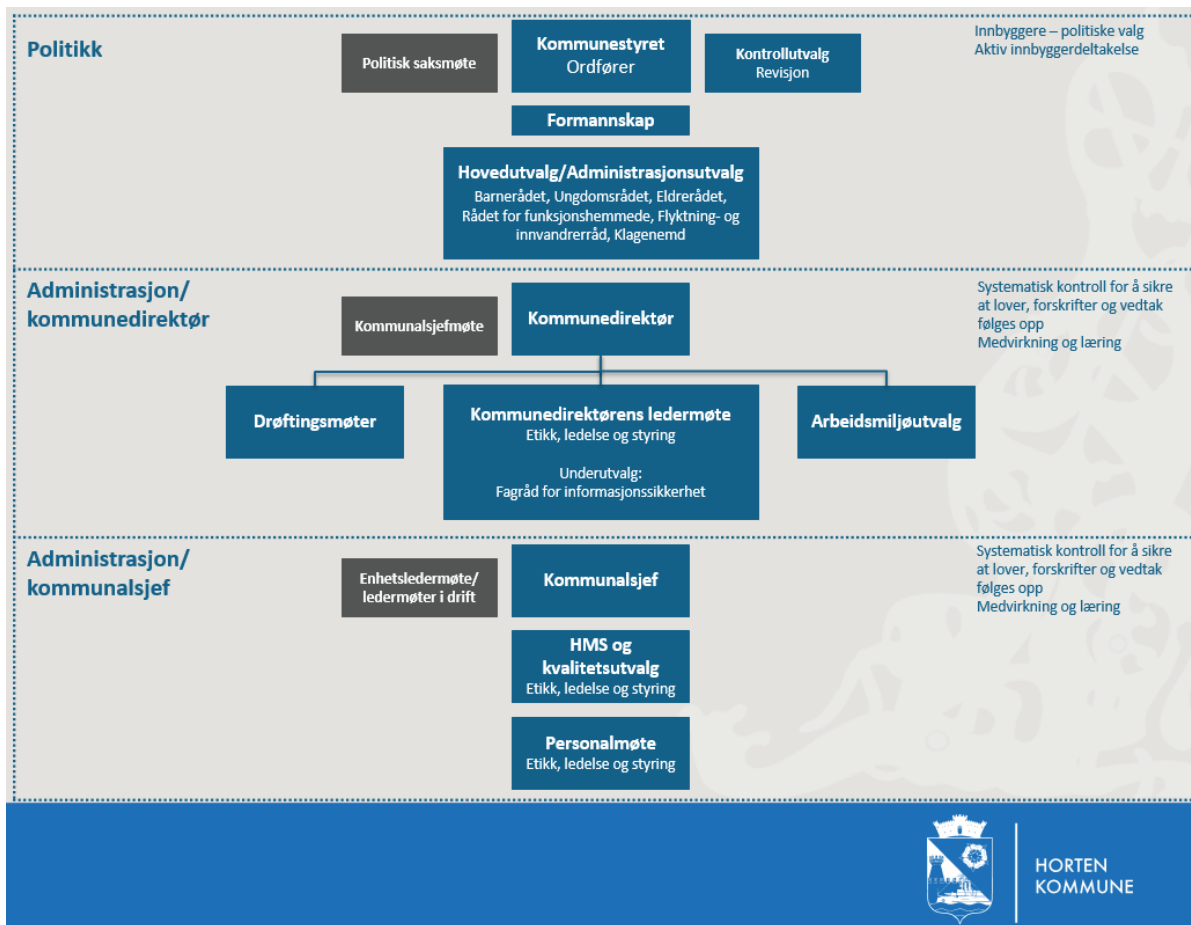 Politikk
Politisk saksmøte
Kommunestyret
Ordfører
Kontrollutvalg
Revisjon
Innbyggere – politiske valg
Aktiv innbyggerdeltakelse
Formannskap
Hovedutvalg/Administrasjonsutvalg
Barnerådet, Ungdomsrådet, Eldrerådet,
Rådet for funksjonshemmede, Flyktning- og
innvandrerråd, Klagenemd
Administrasjon/
kommunedirektør
Kommunalsjefmøte
Kommunedirektør
Systematisk kontroll for å sikre
at lover, forskrifter og vedtak
følges opp
Medvirkning og læring
Drøftingsmøter
Kommunedirektørens ledermøte
Etikk, ledelse og styring
Underutvalg:
Fagråd for informasjonssikkerhet
Arbeidsmiljøutvalg
Administrasjon/
kommunalsjef
Enhetsledermøte/
ledermøter i drift
Kommunalsjef
Systematisk kontroll for å sikre
at lover, forskrifter og vedtak
følges opp
Medvirkning og læring
HMS og
kvalitetsutvalg
Etikk, ledelse og styring
Personalmøte
Etikk, ledelse og styring
HORTEN
KOMMUNE